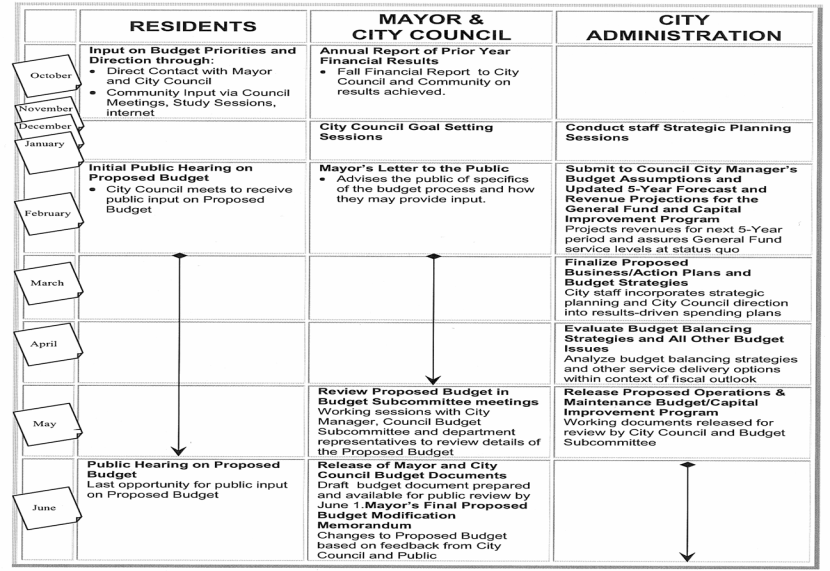 RESIDENTS
MAYOR &
CITY COUNCIL
CITY
ADMINISTRATION
October
November
December
January
Input on Budget Priorities and
Direction through:
• Direct Contact with Mayor
and City Council
• Community Input via Council
Meetings, Study Sessions,
internet
Annual Report of Prior Year
Financial Results
• Fall Financial Report to City
Council and Community on
results achieved.
City Council Goal Setting
Sessions
Conduct staff Strategic Planning
Sessions
February
Initial Public Hearing on
Proposed Budget
• City Council meets to receive
public input on Proposed
Budget
Mayor's Letter to the Public
• Advises the public of specifics
of the budget process and how
they may provide input.
Submit to Council City Manager's
Budget Assumptions and
Updated 5-Year Forecast and
Revenue Projections for the
General Fund and Capital
Improvement Program
Projects revenues for next 5-Year
period and assures General Fund
service levels at status quo
March
Finalize Proposed
Business/Action Plans and
Budget Strategies
City staff incorporates strategic
planning and City Council direction
into results-driven spending plans
April
Evaluate Budget Balancing
Strategies and All Other Budget
Issues
Analyze budget balancing strategies
and other service delivery options
within context of fiscal outlook
May
Review Proposed Budget in
Budget Subcommittee meetings
Working sessions with City
Manager, Council Budget
Subcommittee and department
representatives to review details of
the Proposed Budget
Release Proposed Operations &
Maintenance Budget/Capital
Improvement Program
Working documents released for
review by City Council and Budget
Subcommittee
June
Public Hearing on Proposed
Budget
Last opportunity for public input
on Proposed Budget
Release of Mayor and City
Council Budget Documents
Draft budget document prepared
and available for public review by
June 1.Mayor's Final Proposed
Budget Modification
Memorandum
Changes to Proposed Budget
based on feedback from City
Council and Public